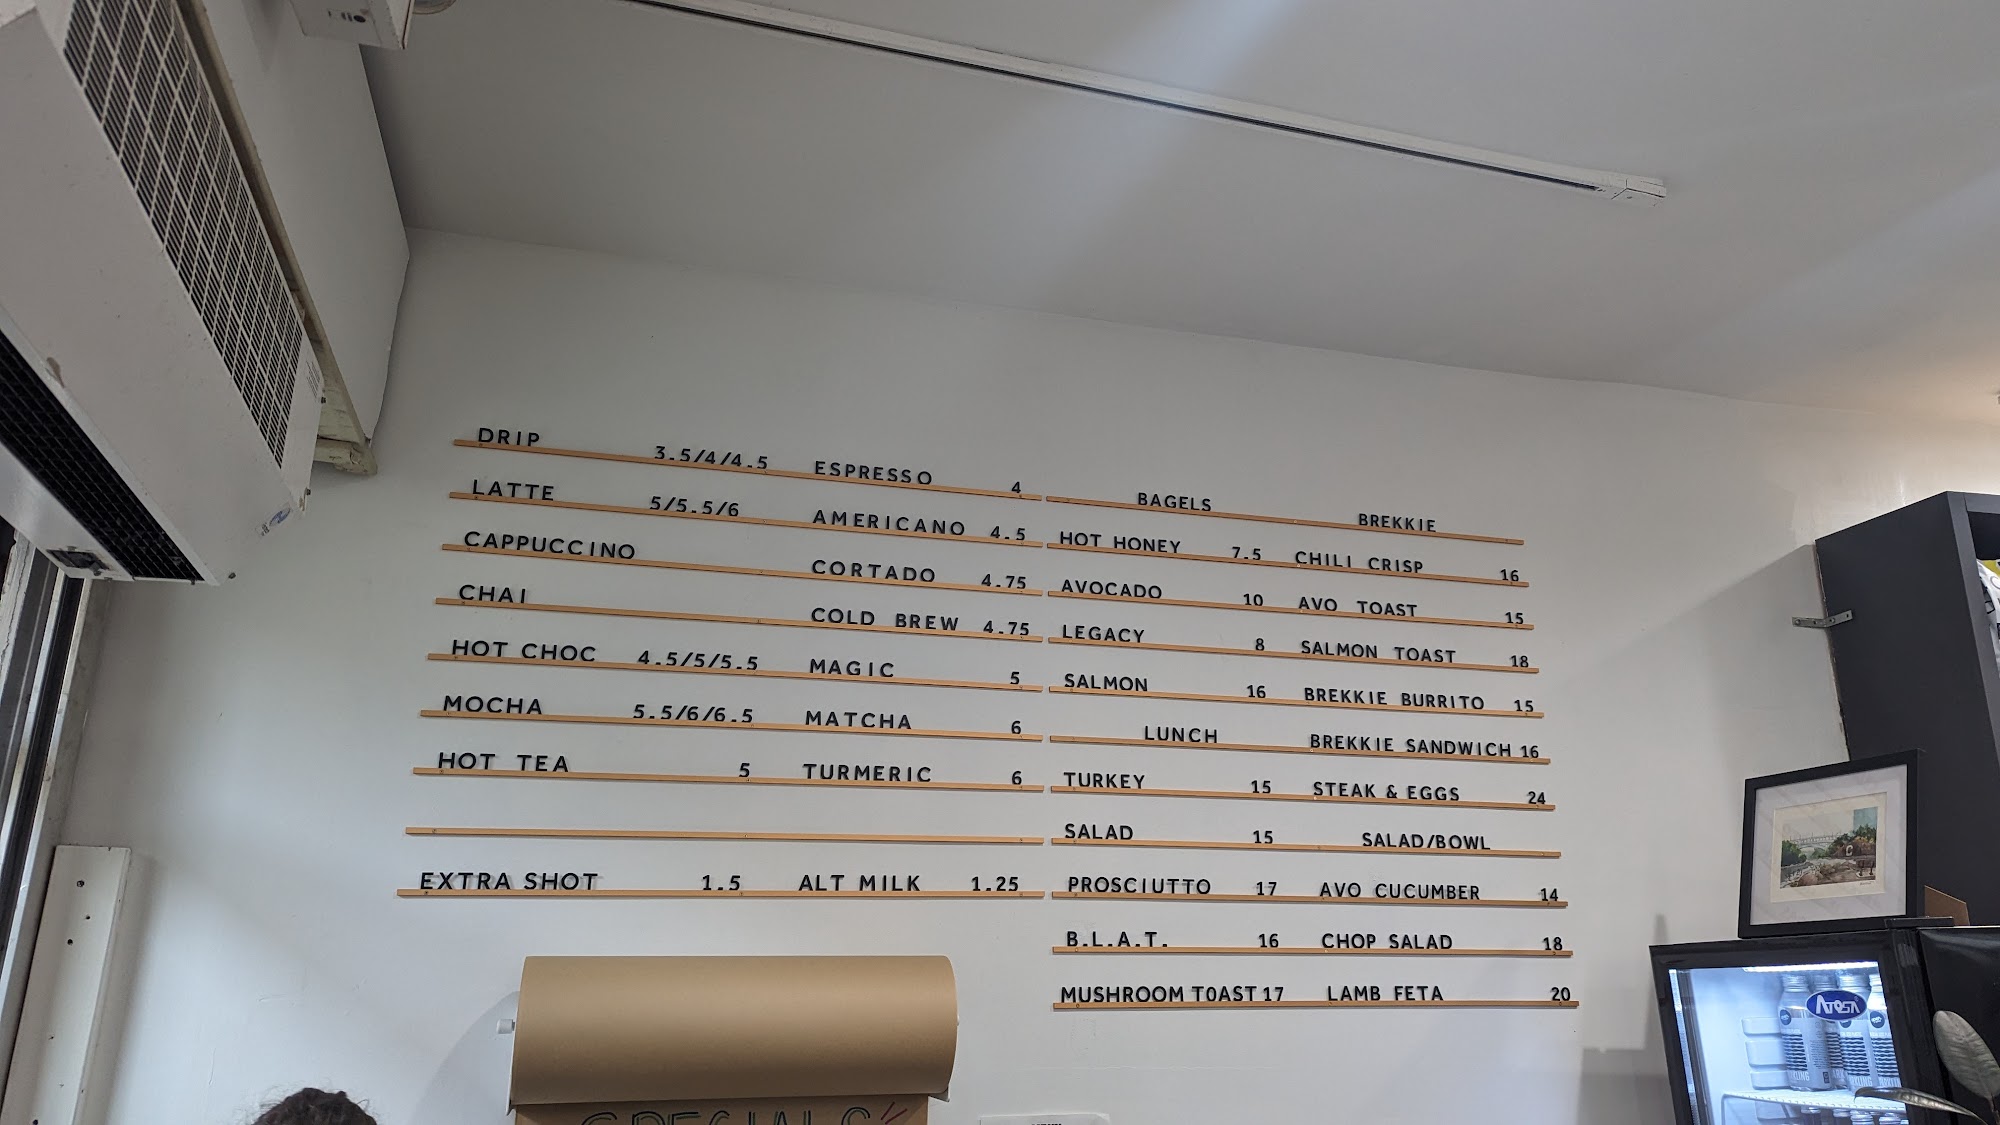 DRIP 3.5/4/4.5
LATTE 5/5.5/6
CAPPUCCINO
CHAI
HOT CHOC 4.5/5/5.5
MOCHA 5.5/6/6.5
HOT TEA 5
EXTRA SHOT 1.5
ESPRESSO 4
AMERICANO 4.5
CORTADO 4.75
COLD BREW 4.75
MAGIC 5
MATCHA 6
TURMERIC 6
ALT MILK 1.25
BAGELS
HOT HONEY 7.5
AVOCADO 10
LEGACY 8
SALMON 16
LUNCH
TURKEY 15
SALAD 15
PROSCIUTTO 17
B.L.A.T. 16
MUSHROOM TOAST 17
BREKKIE
CHILI CRISP 16
AVO TOAST 15
SALMON TOAST 18
BREKKIE BURRITO 15
BREKKIE SANDWICH 16
STEAK & EGGS 24
SALAD/BOWL
AVO CUCUMBER 14
CHOP SALAD 18
LAMB FETA 20
SPECIALS
ATOSA